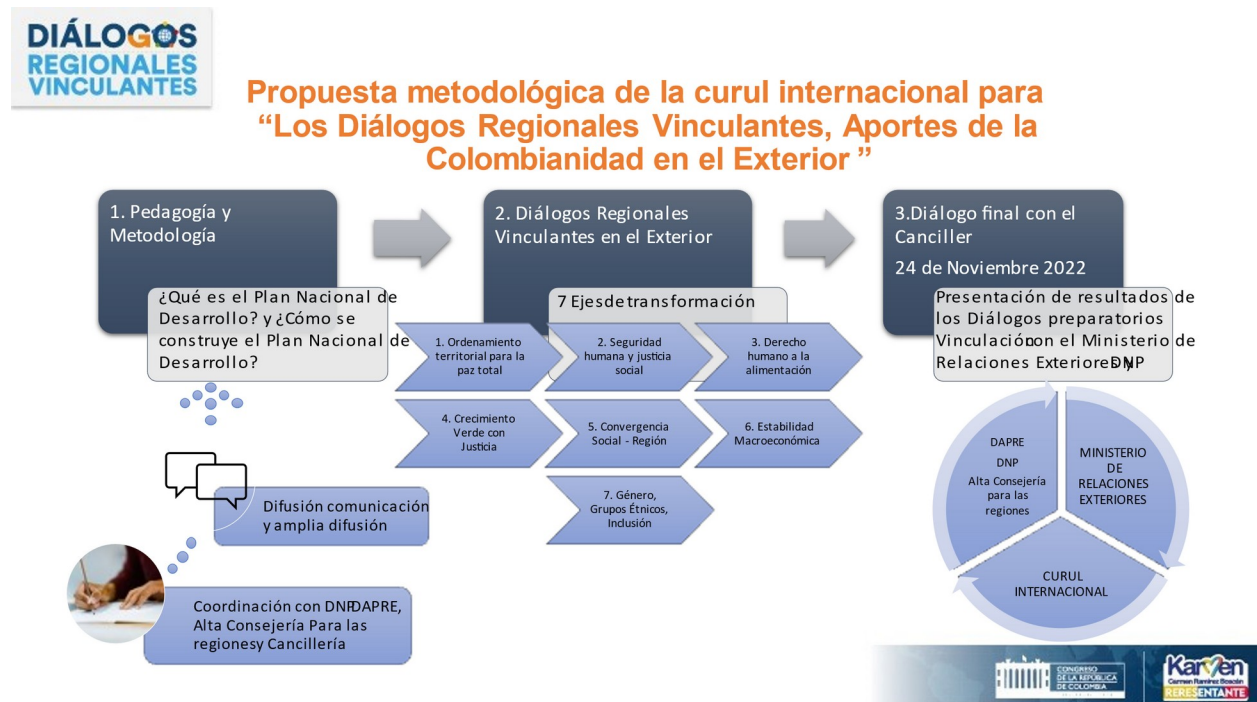 DIÁLOGOS
REGIONALES
VINCULANTES
Propuesta metodológica de la curul internacional para
“Los Diálogos Regionales Vinculantes, Aportes de la
Colombianidad en el Exterior ”
1. Pedagogía y
Metodología
¿Qué es el Plan Nacional de
Desarrollo? y ¿Cómo se
construye el Plan Nacional de
Desarrollo?
Difusión comunicación
y amplia difusión
Coordinación con DNP DAPRE,
Alta Consejería Para las
regionesy Cancillería
2. Diálogos Regionales
Vinculantes en el Exterior
7 Ejes de transformación
1. Ordenamiento
territorial para la
paz total
2. Seguridad
humana y justicia
social
3. Derecho
humano a la
alimentación
4. Crecimiento
Verde con
Justicia
5. Convergencia
Social - Región
6. Estabilidad
Macroeconómica
7. Género,
Grupos Étnicos,
Inclusión
3.Diálogo final con el
Canciller
24 de Noviembre 2022
Presentación de resultados de
los Diálogos preparatorios
Vinculación con el Ministerio de
Relaciones Exteriores y DNP
DAPRE
DNP
Alta Consejería
para las
regiones
MINISTERIO
DE
RELACIONES
EXTERIORES
CURUL
INTERNACIONAL
CONGRESO
DE LA REPÚBLICA
DE COLOMBIA
Karmen
Carmen Ramírez Boscán
RERESENTANTE